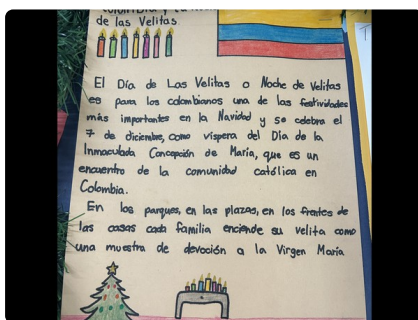 de las Velitas
El Día de Las Velitas o Noche de Velitas
es para los colombianos una de las festividades
más importantes en la Navidad y se celebra el
7 de diciembre, como víspera del Día de la
Inmaculada Concepción de María, que es un
encuentro de la comunidad católica en
Colombia.
En los parques, en las plazas, en los frentes de
las casas cada familia enciende su velita como
una muestra de devoción a la Virgen María